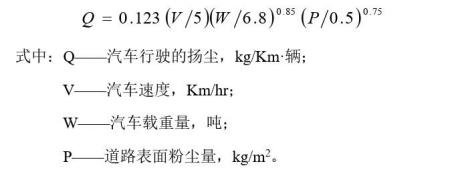 Q = 0.123 (V/5)(W/6.8)^0.85 (P/0.5)^0.75
式中：Q——汽车行驶的扬尘，kg/Km·辆；
V——汽车速度，Km/hr；
W——汽车载重量，吨；
P——道路表面粉尘量，kg/m²。